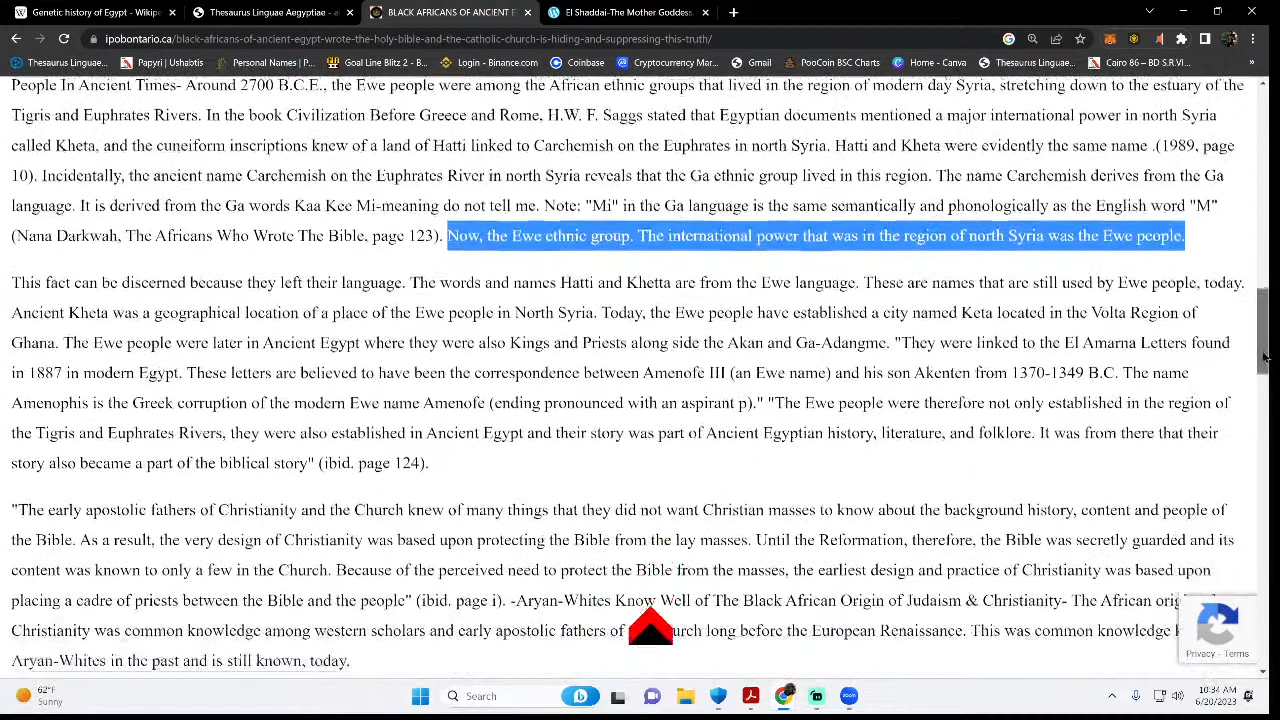 Genetic history of Egypt - Wikipe
Thesaurus Linguae Aegyptiae - a
BLACK AFRICANS OF ANCIENT E
El Shaddai-The Mother Goddess.
ipobontario.ca/black-africans-of-ancient-egypt-wrote-the-holy-bible-and-the-catholic-church-is-hiding-and-suppressing-this-truth/
Thesaurus Linguae...
Papyri | Ushabtis
Personal Names | P...
Goal Line Blitz 2 - L...
Login - Binance.com
Coinbase
Cryptocurrency Mar...
Gmail
PooCoin BSC Charts
Home - Canva
Thesaurus Linguae...
Cairo 86 – BD S.R.VI...
People In Ancient Times- Around 2700 B.C.E., the Ewe people were among the African ethnic groups that lived in the region of modern day Syria, stretching down to the estuary of the
Tigris and Euphrates Rivers. In the book Civilization Before Greece and Rome, H.W. F. Saggs stated that Egyptian documents mentioned a major international power in north Syria
called Kheta, and the cuneiform inscriptions knew of a land of Hatti linked to Carchemish on the Euphrates in north Syria. Hatti and Kheta were evidently the same name .(1989, page
10). Incidentally, the ancient name Carchemish on the Euphrates River in north Syria reveals that the Ga ethnic group lived in this region. The name Carchemish derives from the Ga
language. It is derived from the Ga words Kaa Kee Mi-meaning do not tell me. Note: "Mi" in the Ga language is the same semantically and phonologically as the English word "M"
(Nana Darkwah, The Africans Who Wrote The Bible, page 123). Now, the Ewe ethnic group. The international power that was in the region of north Syria was the Ewe people.
This fact can be discerned because they left their language. The words and names Hatti and Khetta are from the Ewe language. These are names that are still used by Ewe people, today.
Ancient Kheta was a geographical location of a place of the Ewe people in North Syria. Today, the Ewe people have established a city named Keta located in the Volta Region of
Ghana. The Ewe people were later in Ancient Egypt where they were also Kings and Priests along side the Akan and Ga-Adangme. "They were linked to the El Amarna Letters found
in 1887 in modern Egypt. These letters are believed to have been the correspondence between Amenofe III (an Ewe name) and his son Akenten from 1370-1349 B.C. The name
Amenophis is the Greek corruption of the modern Ewe name Amenofe (ending pronounced with an aspirant p)." "The Ewe people were therefore not only established in the region of
the Tigris and Euphrates Rivers, they were also established in Ancient Egypt and their story was part of Ancient Egyptian history, literature, and folklore. It was from there that their
story also became a part of the biblical story" (ibid. page 124).
"The early apostolic fathers of Christianity and the Church knew of many things that they did not want Christian masses to know about the background history, content and people of
the Bible. As a result, the very design of Christianity was based upon protecting the Bible from the lay masses. Until the Reformation, therefore, the Bible was secretly guarded and its
content was known to only a few in the Church. Because of the perceived need to protect the Bible from the masses, the earliest design and practice of Christianity was based upon
placing a cadre of priests between the Bible and the people" (ibid. page i). -Aryan-Whites Know Well of The Black African Origin of Judaism & Christianity- The African
Christianity was common knowledge among western scholars and early apostolic fathers of long before the European Renaissance. This was common knowledge
Aryan-Whites in the past and is still known, today.
Privacy - Terms
62°F
Sunny
Search
10:34 AM
6/20/2023